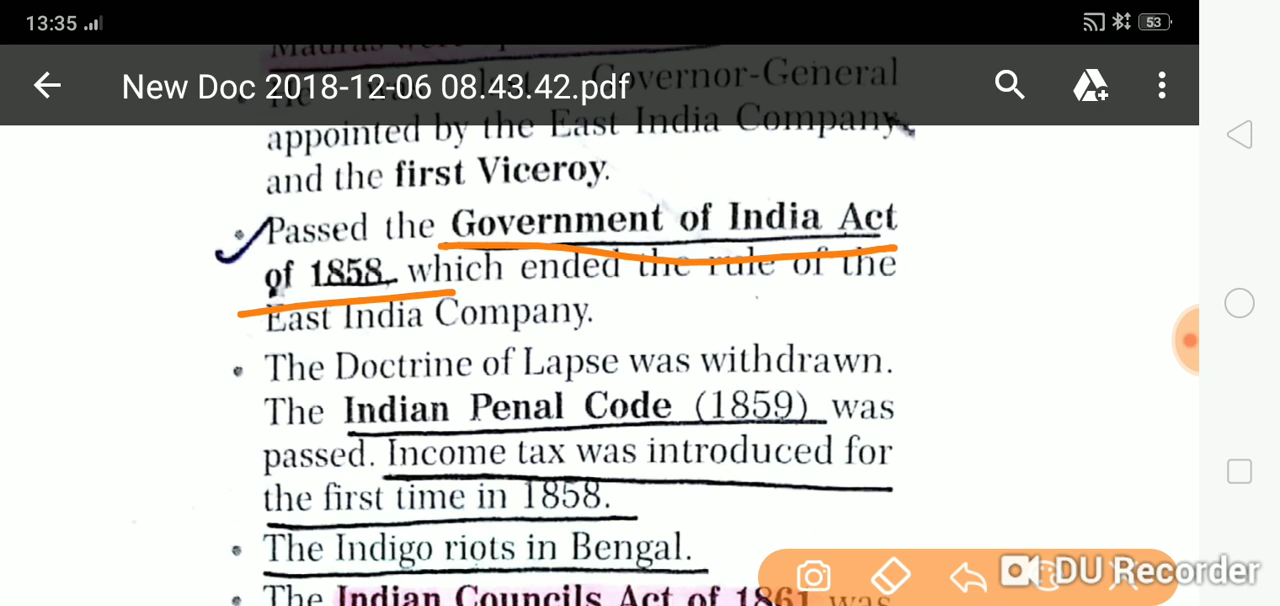 13:35
53
New Doc 2018-12-06 08.43.42.pdf
Governor-General
appointed by the East India Company
and the first Viceroy.
• Passed the Government of India Act
of 1858, which ended the rule of the
East India Company.
• The Doctrine of Lapse was withdrawn.
The Indian Penal Code (1859) was
passed. Income tax was introduced for
the first time in 1858.
• The Indigo riots in Bengal.
• The Indian Councils Act of 1861 was
DU Recorder